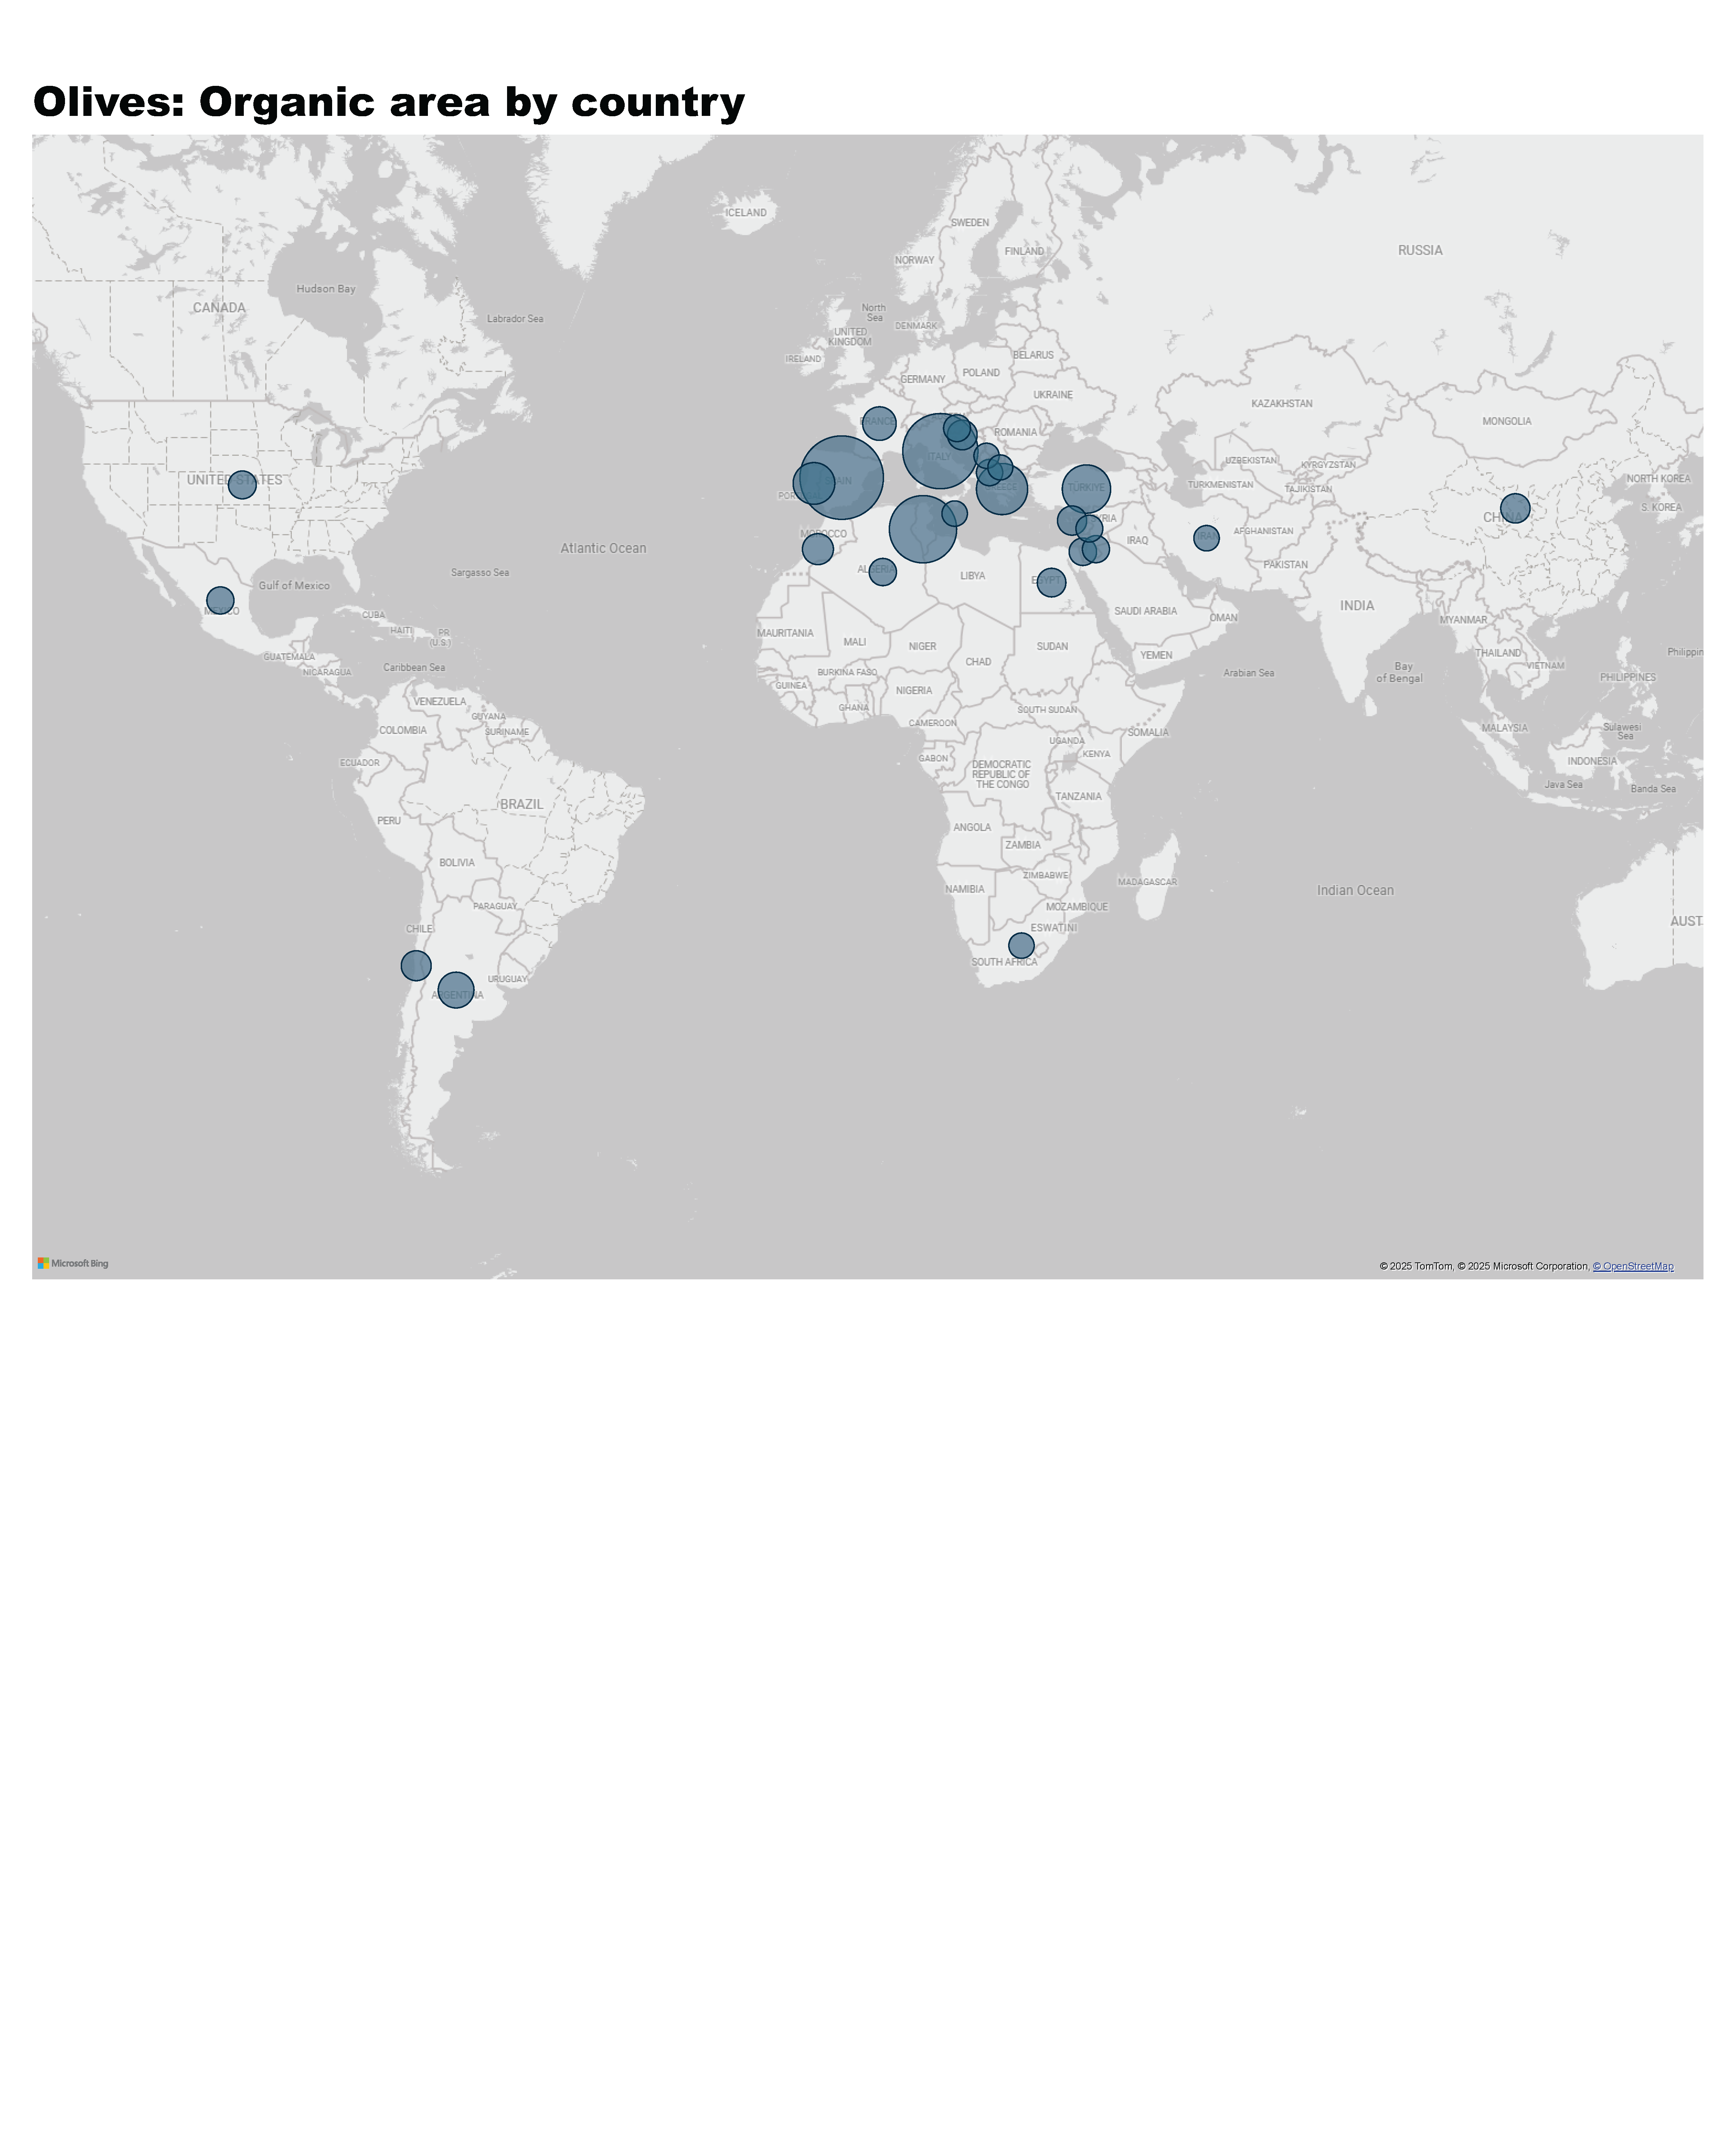 Olives: Organic area by country
ICELAND
SWEDEN
RUSSIA
FINLAND
NORWAY
Hudson Bay
CANADA
North
Sea
Labrador Sea
DENMARK
UNITED
KINGDOM
IRELAND
BELARUS
POLAND
GERMANY
UKRAINE
KAZAKHSTAN
FRANCE
MONGOLIA
ROMANIA
ITALY
UZBEKISTAN
KYRGYZSTAN
UNITED STATES
NORTH KOREA
TURKMENISTAN
TÜRKIYE
TAJIKISTAN
S. KOREA
CHINA
MOROCCO
AFGHANISTAN
IRAN
IRAQ
Atlantic Ocean
PAKISTAN
ALGERIA
Sargasso Sea
LIBYA
EGYPT
Gulf of Mexico
INDIA
MEXICO
SAUDI ARABIA
CUBA
OMAN
MYANMAR
HAITI
PR
(U.S.)
MAURITANIA
MALI
NIGER
SUDAN
THAILAND
Philippin
YEMEN
GUATEMALA
CHAD
VIETNAM
Caribbean Sea
NICARAGUA
BURKINA FASO
Arabian Sea
Bay
of Bengal
PHILIPPINES
GUINEA
NIGERIA
VENEZUELA
GHANA
SOUTH SUDAN
GUYANA
CAMEROON
COLOMBIA
SURINAME
SOMALIA
MALAYSIA
Sulawesi
Sea
UGANDA
KENYA
GABON
ECUADOR
INDONESIA
DEMOCRATIC
REPUBLIC OF
THE CONGO
Java Sea
Banda Sea
TANZANIA
BRAZIL
PERU
ANGOLA
ZAMBIA
BOLIVIA
ZIMBABWE
MADAGASCAR
NAMIBIA
Indian Ocean
PARAGUAY
MOZAMBIQUE
AUST
CHILE
ESWATINI
SOUTH AFRICA
URUGUAY
ARGENTINA
Microsoft Bing
© 2025 TomTom, © 2025 Microsoft Corporation, © OpenStreetMap